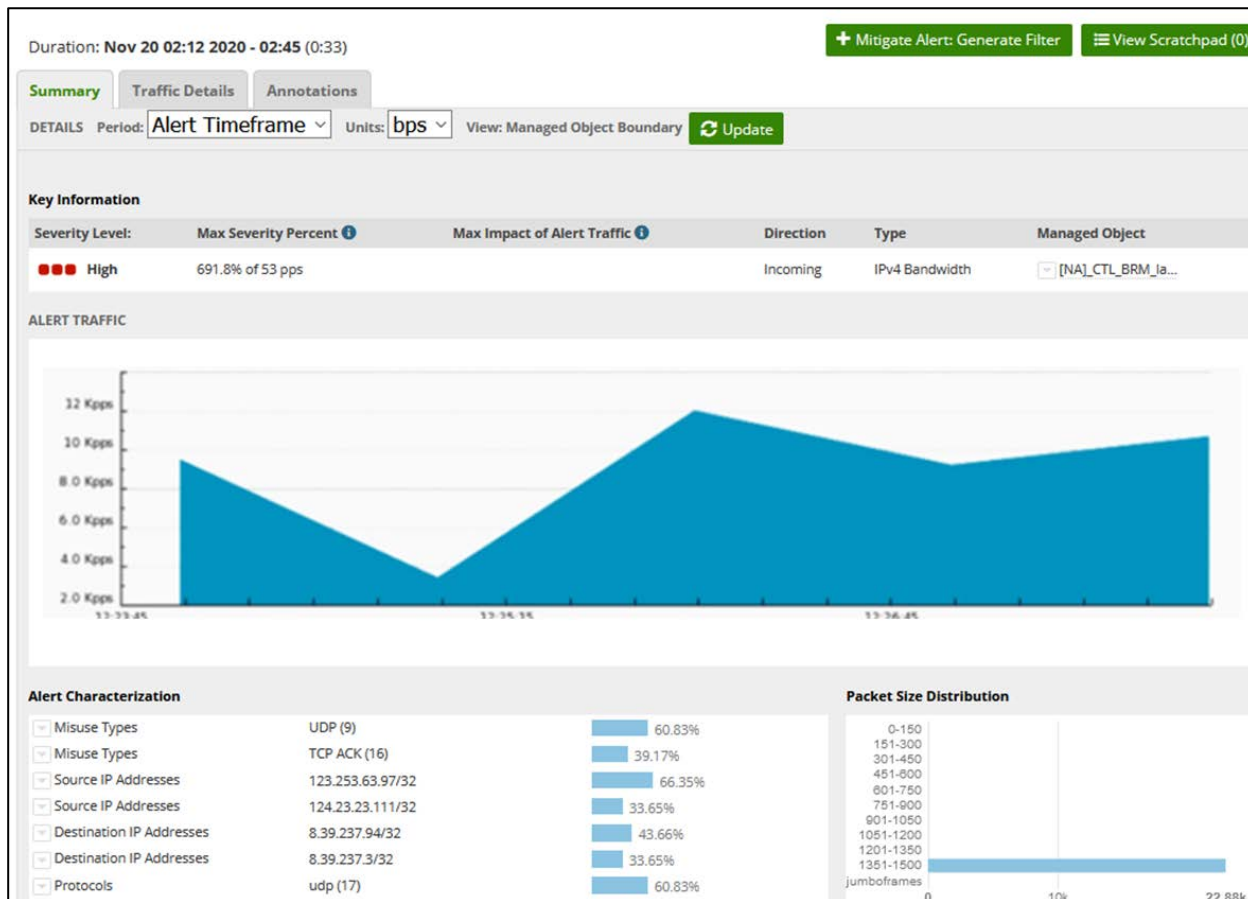 Duration: Nov 20 02:12 2020 - 02:45 (0:33)
Mitigate Alert: Generate Filter
View Scratchpad (0)
Summary Traffic Details Annotations
DETAILS Period: Alert Timeframe Units: bps View: Managed Object Boundary Update
Key Information
Severity Level: Max Severity Percent Max Impact of Alert Traffic Direction Type Managed Object
High 691.8% of 53 pps Incoming IPv4 Bandwidth [NA]_CTL_BRM_la...
ALERT TRAFFIC
12 Kpps
10 Kpps
8.0 Kpps
6.0 Kpps
4.0 Kpps
2.0 Kpps
Alert Characterization
Misuse Types UDP (9) 60.83%
Misuse Types TCP ACK (16) 39.17%
Source IP Addresses 123.253.63.97/32 66.35%
Source IP Addresses 124.23.23.111/32 33.65%
Destination IP Addresses 8.39.237.94/32 43.66%
Destination IP Addresses 8.39.237.3/32 33.65%
Protocols udp (17) 60.83%
Packet Size Distribution
0-150
151-300
301-450
451-600
601-750
751-900
901-1050
1051-1200
1201-1350
1351-1500
jumboframes
0 10k 22.88k